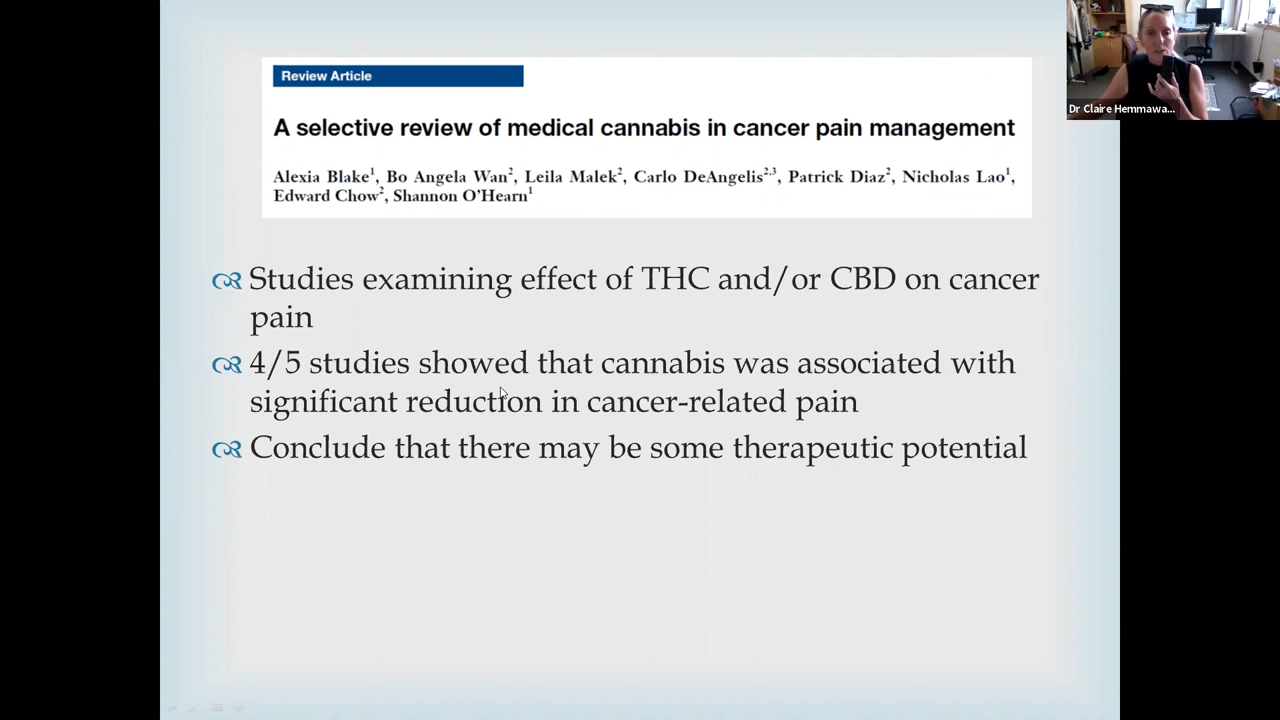 Review Article
A selective review of medical cannabis in cancer pain management
Alexia Blake1, Bo Angela Wan2, Leila Malek2, Carlo DeAngelis2,3, Patrick Diaz2, Nicholas Lao1,
Edward Chow2, Shannon O'Hearn1
Studies examining effect of THC and/or CBD on cancer
pain
4/5 studies showed that cannabis was associated with
significant reduction in cancer-related pain
Conclude that there may be some therapeutic potential
Dr Claire Hemmawa...